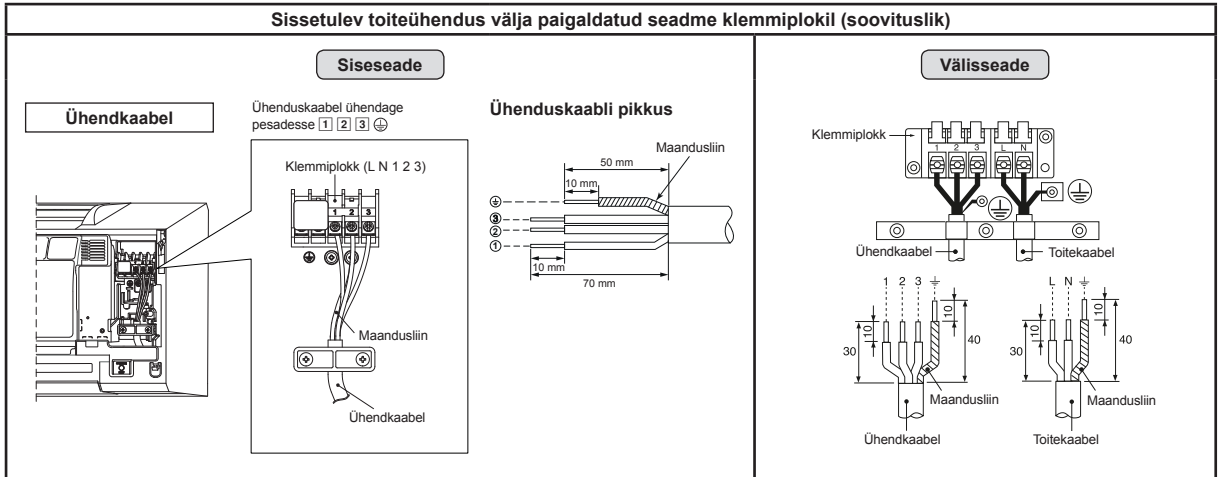 Sissetulev toiteühendus välja paigaldatud seadme klemmiplokil (soovituslik)
Siseseade
Ühendkaabel
Ühenduskaabel ühendage
pesadesse 1 2 3 ⏚
Klemmiplokk (L N 1 2 3)
1 2 3
Maandusliin
Ühendkaabel
Ühenduskaabli pikkus
Maandusliin
50 mm
10 mm
⏚
③
②
①
10 mm
70 mm
Välisseade
Klemmiplokk
1 2 3 L N
Ühendkaabel
Toitekaabel
1 2 3 ⏚
10
10
30
40
Maandusliin
Ühendkaabel
L N ⏚
10
10
30
40
Maandusliin
Toitekaabel